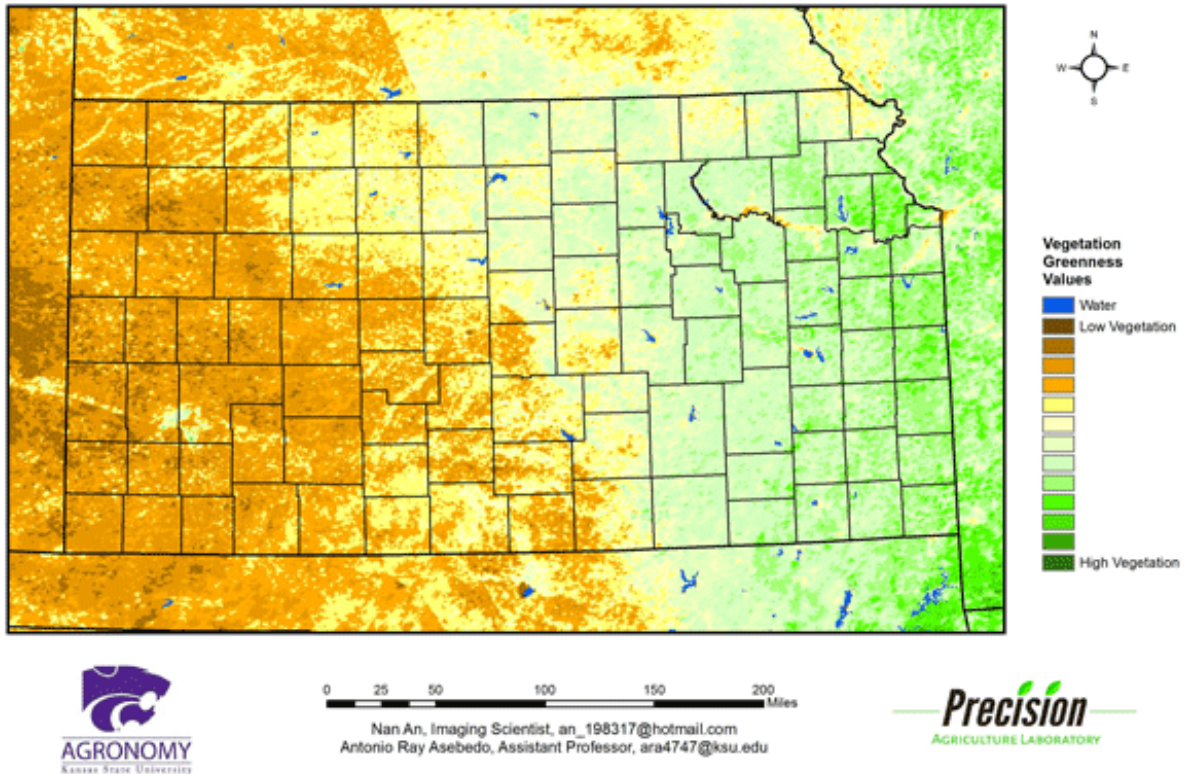 N
W E
S
Vegetation
Greenness
Values
Water
Low Vegetation
High Vegetation
0 25 50 100 150 200
Miles
Nan An, Imaging Scientist, an_198317@hotmail.com
Antonio Ray Asebedo, Assistant Professor, ara4747@ksu.edu
AGRONOMY
Kansas State University
Precision
AGRICULTURE LABORATORY